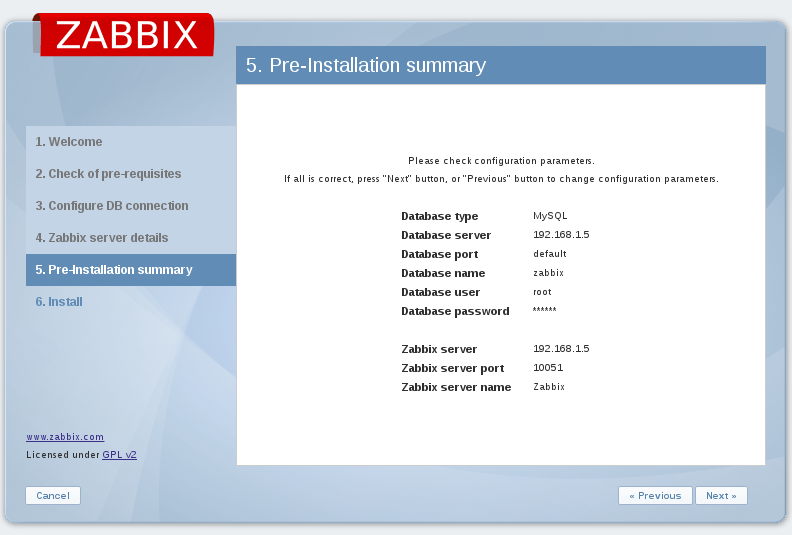 ZABBIX
5. Pre-Installation summary
1. Welcome
2. Check of pre-requisites
3. Configure DB connection
4. Zabbix server details
5. Pre-Installation summary
6. Install
Please check configuration parameters.
If all is correct, press "Next" button, or "Previous" button to change configuration parameters.
Database type MySQL
Database server 192.168.1.5
Database port default
Database name zabbix
Database user root
Database password ******
Zabbix server 192.168.1.5
Zabbix server port 10051
Zabbix server name Zabbix
www.zabbix.com
Licensed under GPL v2
Cancel « Previous Next »